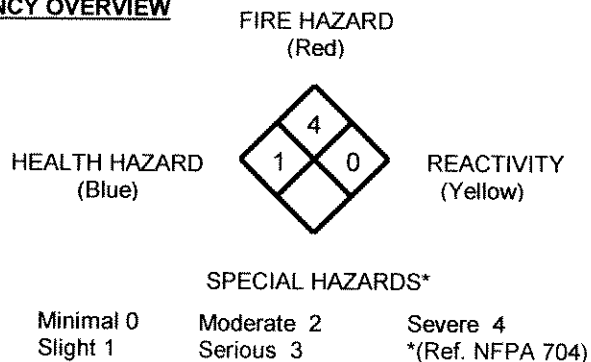 NCY OVERVIEW
FIRE HAZARD
(Red)
4
HEALTH HAZARD 1 0 REACTIVITY
(Blue) (Yellow)
SPECIAL HAZARDS*
Minimal 0 Moderate 2 Severe 4
Slight 1 Serious 3 *(Ref. NFPA 704)